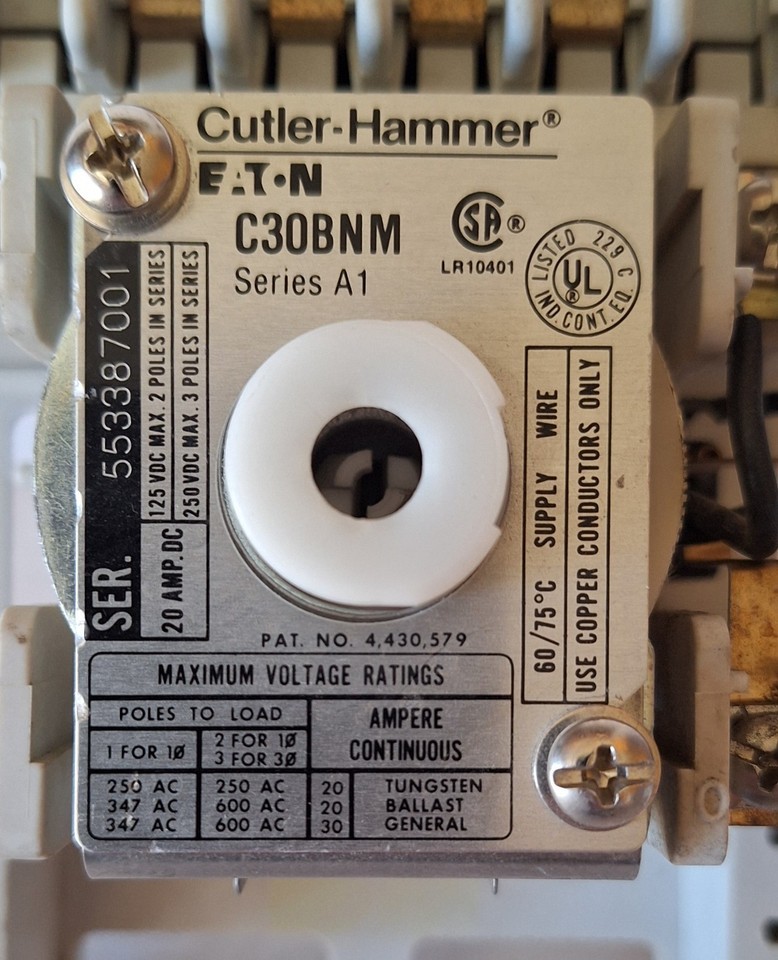 Cutler-Hammer®
EATON
C30BNM
Series A1
SA ®
LR10401
LISTED 229 C
UL ®
IND. CONT. EQ.
SER. 553387001
20 AMP. DC
125 VDC MAX. 2 POLES IN SERIES
250 VDC MAX. 3 POLES IN SERIES
60/75°C SUPPLY WIRE
USE COPPER CONDUCTORS ONLY
PAT. NO. 4,430,579
MAXIMUM VOLTAGE RATINGS
POLES TO LOAD
AMPERE
CONTINUOUS
1 FOR 1Ø
2 FOR 1Ø
3 FOR 3Ø
250 AC 250 AC 20 TUNGSTEN
347 AC 600 AC 20 BALLAST
347 AC 600 AC 30 GENERAL